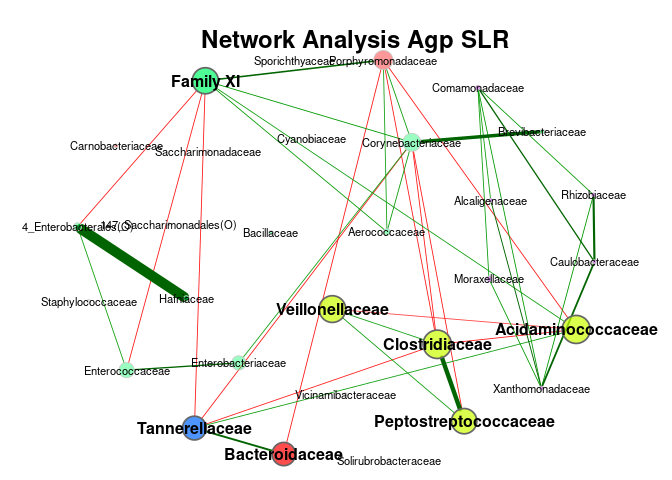 Network Analysis Agp SLR
Sporichthyaceae
Porphyromonadaceae
Family XI
Comamonadaceae
Brevibacteriaceae
Cyanobiaceae
Corynebacteriaceae
Carnobacteriaceae
Saccharimonadaceae
Rhizobiaceae
Alcaligenaceae
4_Enterobacterales(O)
147_Saccharimonadales(O)
Bacillaceae
Aerococcaceae
Caulobacteraceae
Moraxellaceae
Hafniaceae
Staphylococcaceae
Veillonellaceae
Acidaminococcaceae
Clostridiaceae
Enterobacteriaceae
Enterococcaceae
Xanthomonadaceae
Vicinamibacteraceae
Peptostreptococcaceae
Tannerellaceae
Bacteroidaceae
Solirubrobacteraceae